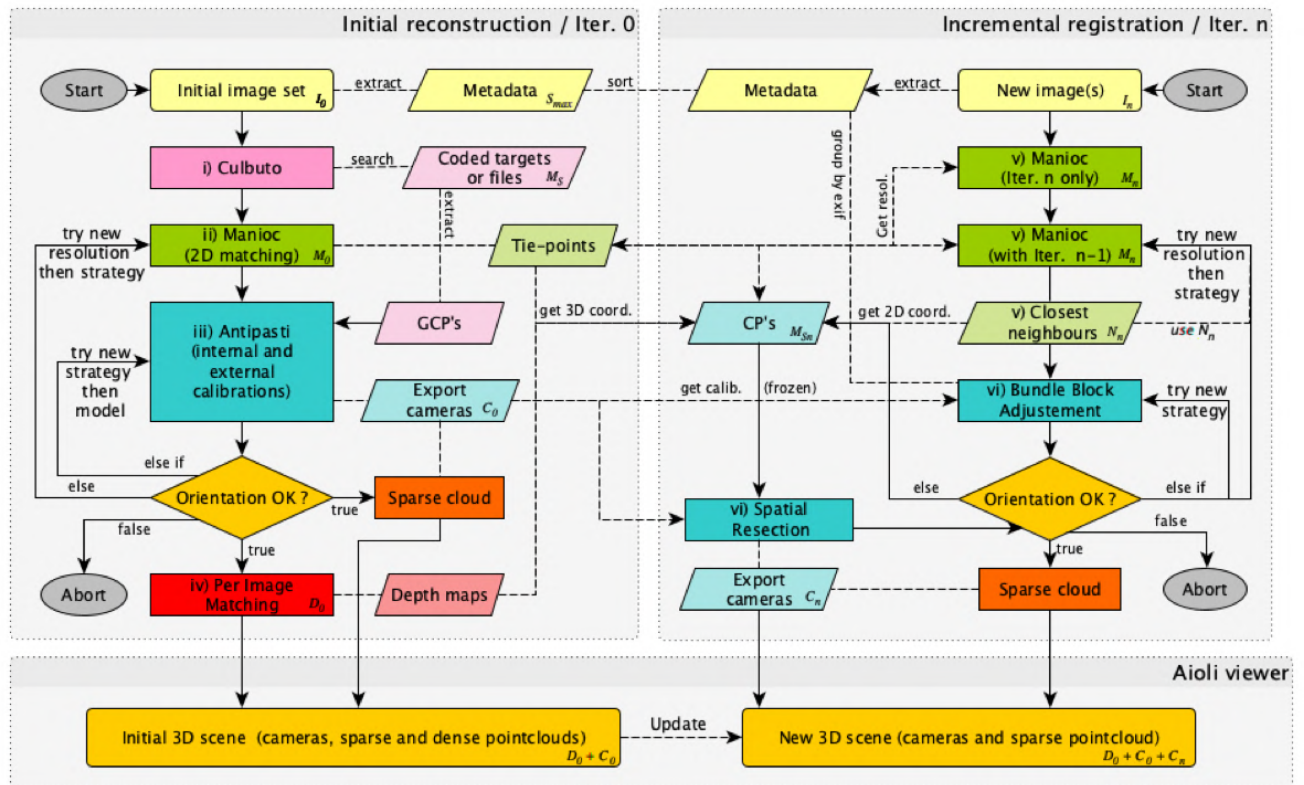 Initial reconstruction / Iter. 0
Start
Initial image set I0
extract
Metadata Smax
sort
i) Culbuto
search
Coded targets
or files MS
extract
try new
resolution
then strategy
ii) Manioc
(2D matching) M0
Tie-points
iii) Antipasti
(internal and
external
calibrations)
GCP's
get 3D coord.
try new
strategy
then
model
Export
cameras C0
else if
else
Orientation OK ?
true
Sparse cloud
false
true
Abort
iv) Per Image
Matching D0
Depth maps
Incremental registration / Iter. n
Metadata
extract
New image(s) In
Start
group by exif
Get resol.
v) Manioc
(Iter. n only) Mn
v) Manioc
(with Iter. n-1) Mn
try new
resolution
then
strategy
CP's MSn
get 2D coord.
v) Closest
neighbours Nn
use Nn
get calib. (frozen)
vi) Bundle Block
Adjustement
try new
strategy
else
Orientation OK ?
else if
vi) Spatial
Resection
false
true
Export
cameras Cn
Sparse cloud
Abort
Aioli viewer
Initial 3D scene (cameras, sparse and dense pointclouds)
D0 + C0
Update
New 3D scene (cameras and sparse pointcloud)
D0 + C0 + Cn